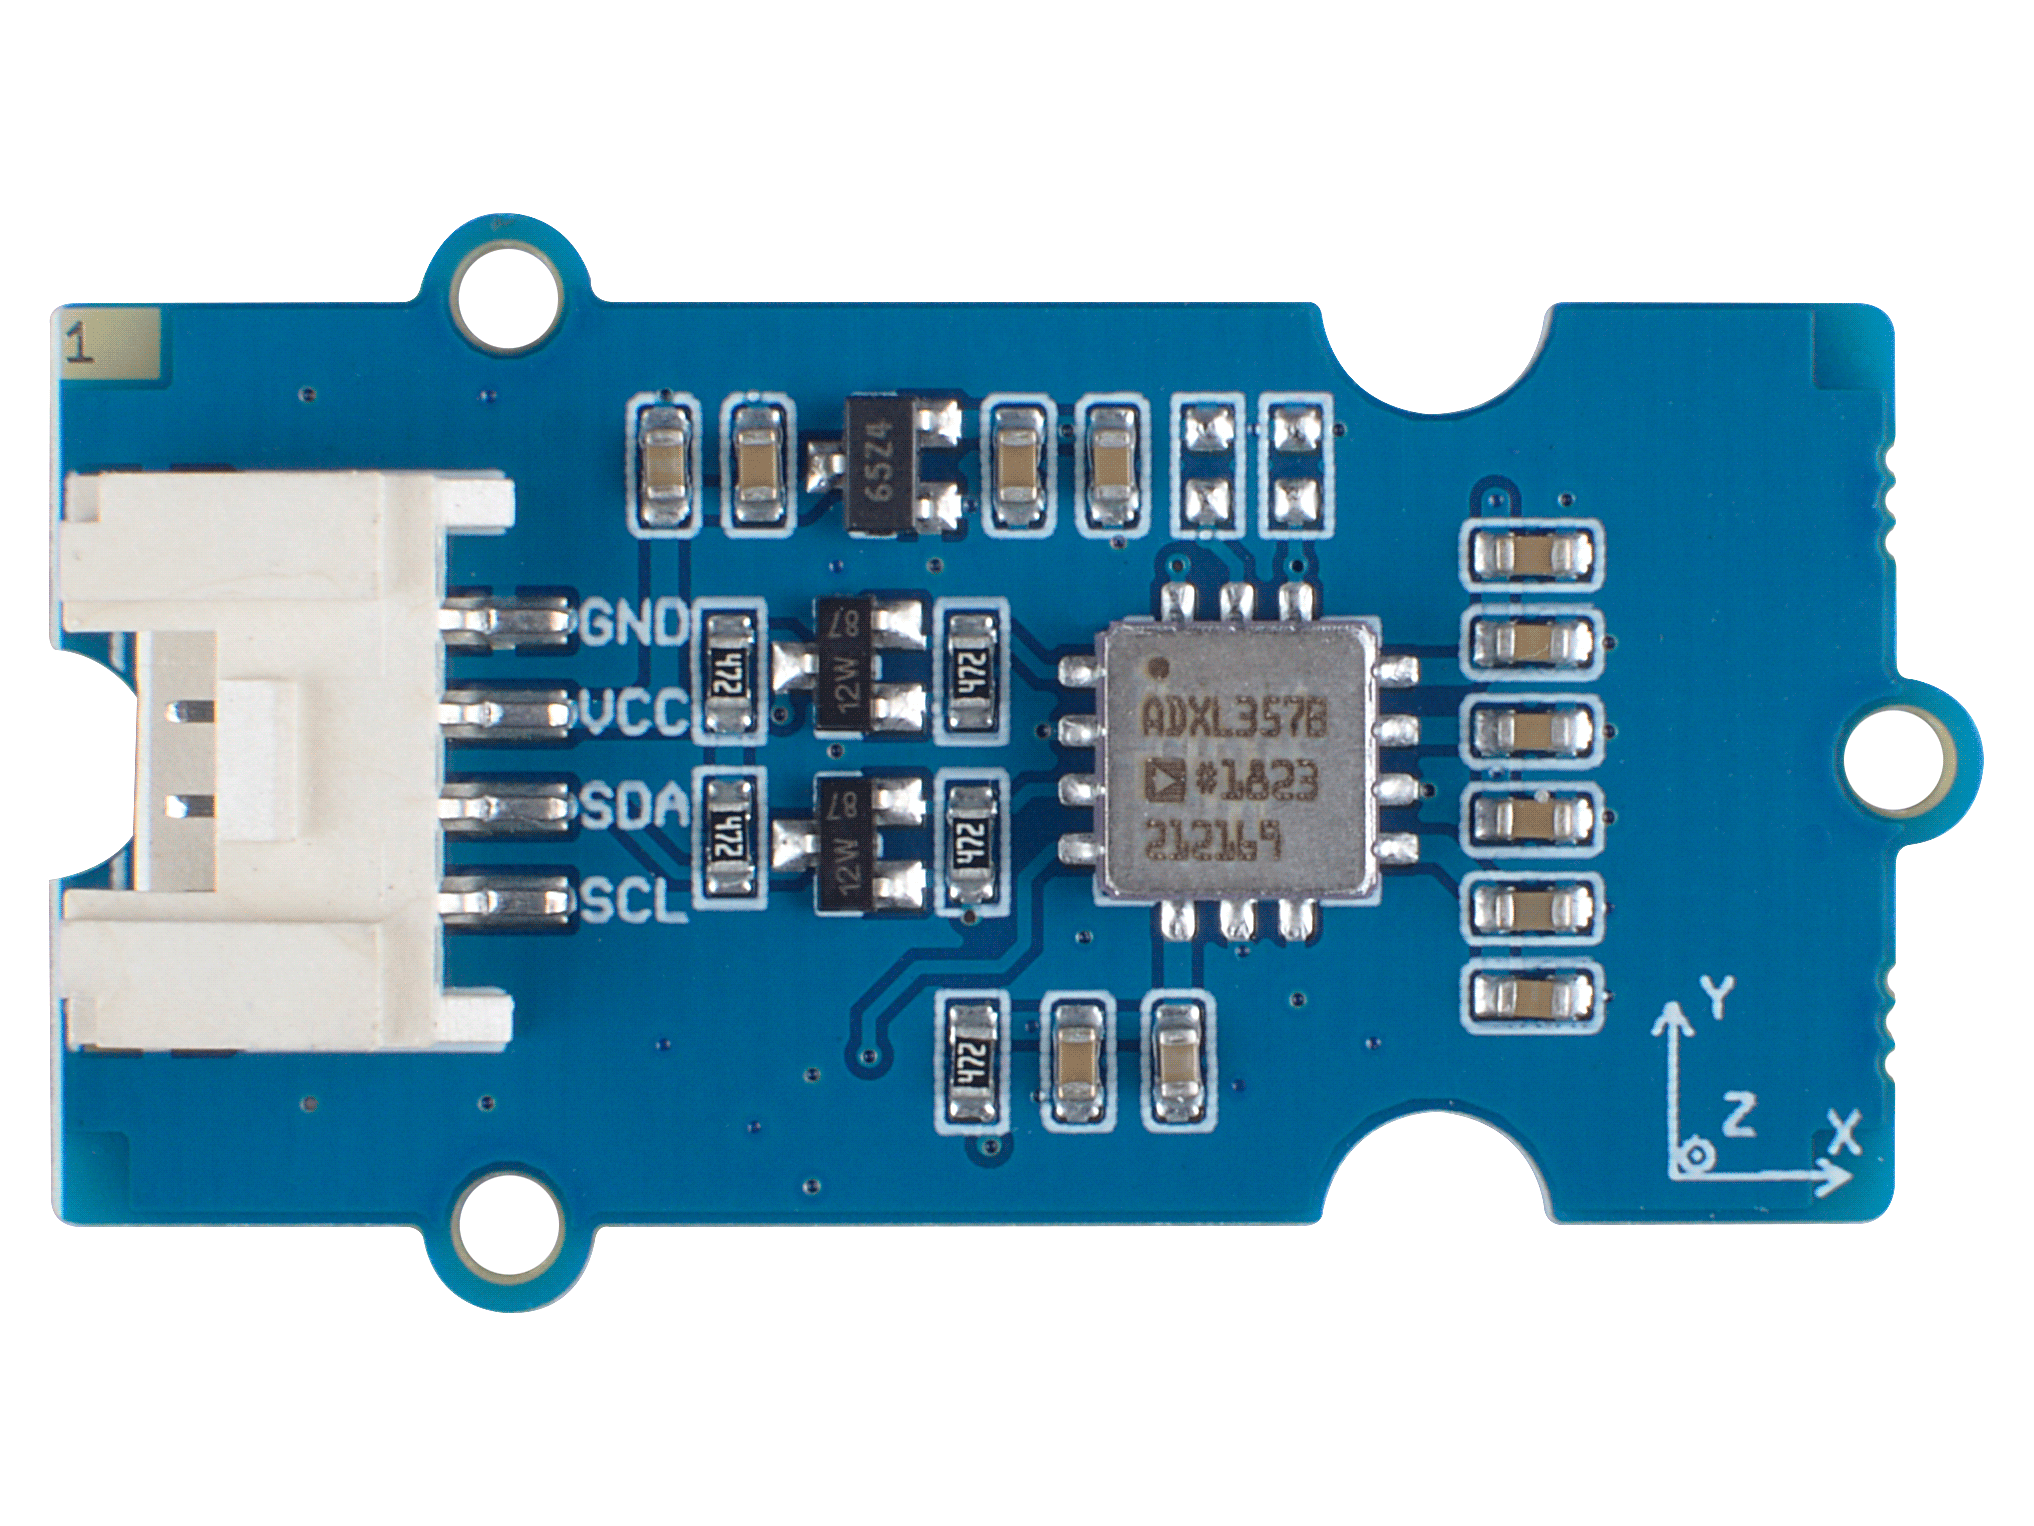 1
65Z4
GND
VCC
SDA
SCL
472
12W 87
472
472
12W 87
472
ADXL357B
#1823
212169
472
Y
Z
X